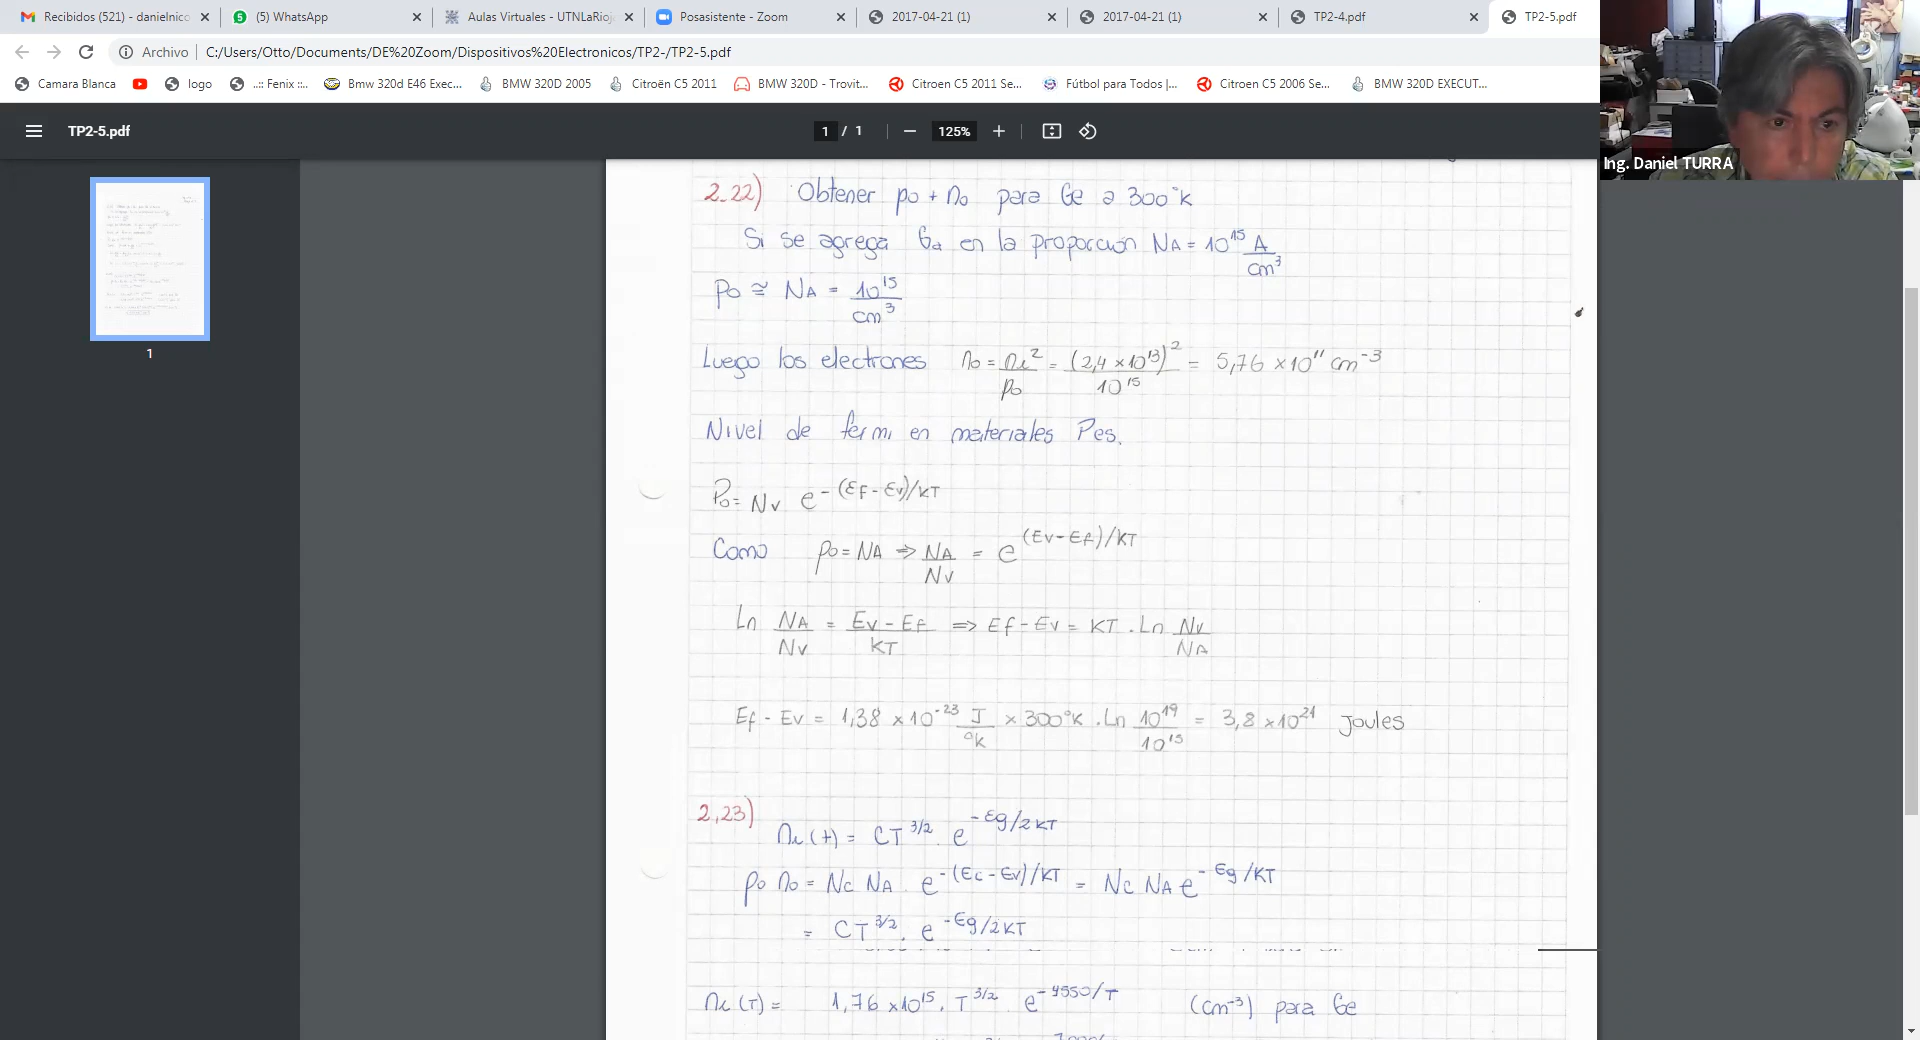 Recibidos (521) - danielnic
(5) WhatsApp
Aulas Virtuales - UTNLaRioj
Posasistente - Zoom
2017-04-21 (1)
2017-04-21 (1)
TP2-4.pdf
TP2-5.pdf
Archivo C:/Users/Otto/Documents/DE%20Zoom/Dispositivos%20Electronicos/TP2-/TP2-5.pdf
Camara Blanca
logo
..:: Fenix ::..
Bmw 320d E46 Exec...
BMW 320D 2005
Citroën C5 2011
BMW 320D - Trovit...
Citroen C5 2011 Se...
Fútbol para Todos |...
Citroen C5 2006 Se...
BMW 320D EXECUT...
TP2-5.pdf
1 / 1
125%
Ing. Daniel TURRA
1
2.22) Obtener po + no para Ge a 300°K
Si se agrega Ga en la proporción NA = 10^15 A/cm^3
po ≅ NA = 10^15/cm^3
Luego los electrones no = ni^2/po = (2,4 ×10^13)^2/10^15 = 5,76 ×10^11 cm^-3
Nivel de fermi en materiales Pes.
Po = Nv e^-(Ef-Ev)/KT
Como po = NA ⇒ NA/Nv = e^(Ev-Ef)/KT
Ln NA/Nv = Ev-Ef/KT ⇒ Ef-Ev = KT . Ln Nv/NA
Ef - Ev = 1,38 ×10^-23 J/°K × 300°K . Ln 10^19/10^15 = 3,8 ×10^21 Joules
2,23)
ni(t) = CT^3/2 . e^-Eg/2KT
po no = Nc NA . e^-(Ec-Ev)/KT = Nc NA e^-Eg/KT
= CT^3/2 . e^-Eg/2KT
ni(T) = 1,76 ×10^15 . T^3/2 e^-4550/T (cm^-3) para Ge